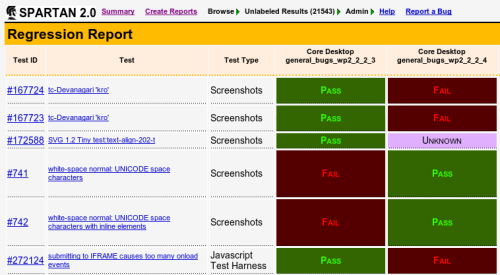 SPARTAN 2.0 Summary Create Reports Browse Unlabeled Results (21543) Admin Help Report a Bug
Regression Report
Test ID Test Test Type Core Desktop general_bugs_wp2_2_2_3 Core Desktop general_bugs_wp2_2_2_4
#167724 tc-Devanagari 'kro' Screenshots PASS FAIL
#167723 tc-Devanagari 'kro' Screenshots PASS FAIL
#172588 SVG 1.2 Tiny test:text-align-202-t Screenshots PASS UNKNOWN
#741 white-space normal: UNICODE space
characters Screenshots FAIL PASS
#742 white-space normal: UNICODE space
characters with inline elements Screenshots FAIL PASS
#272124 submitting to IFRAME causes too many onload
events Javascript
Test Harness FAIL PASS